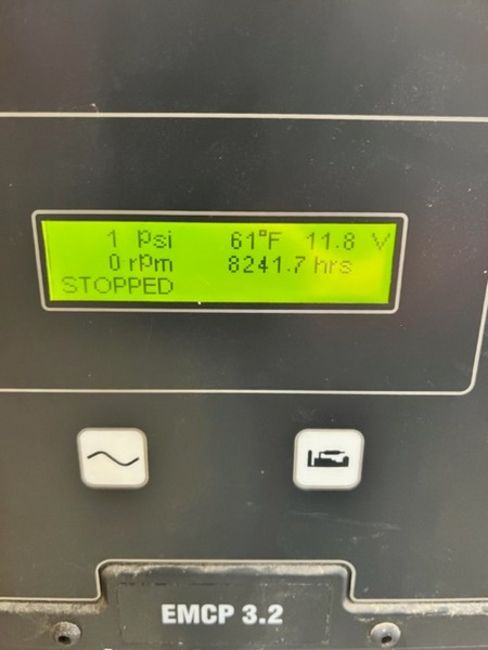 1 psi 61°F 11.8 V
0 rpm 8241.7 hrs
STOPPED
EMCP 3.2